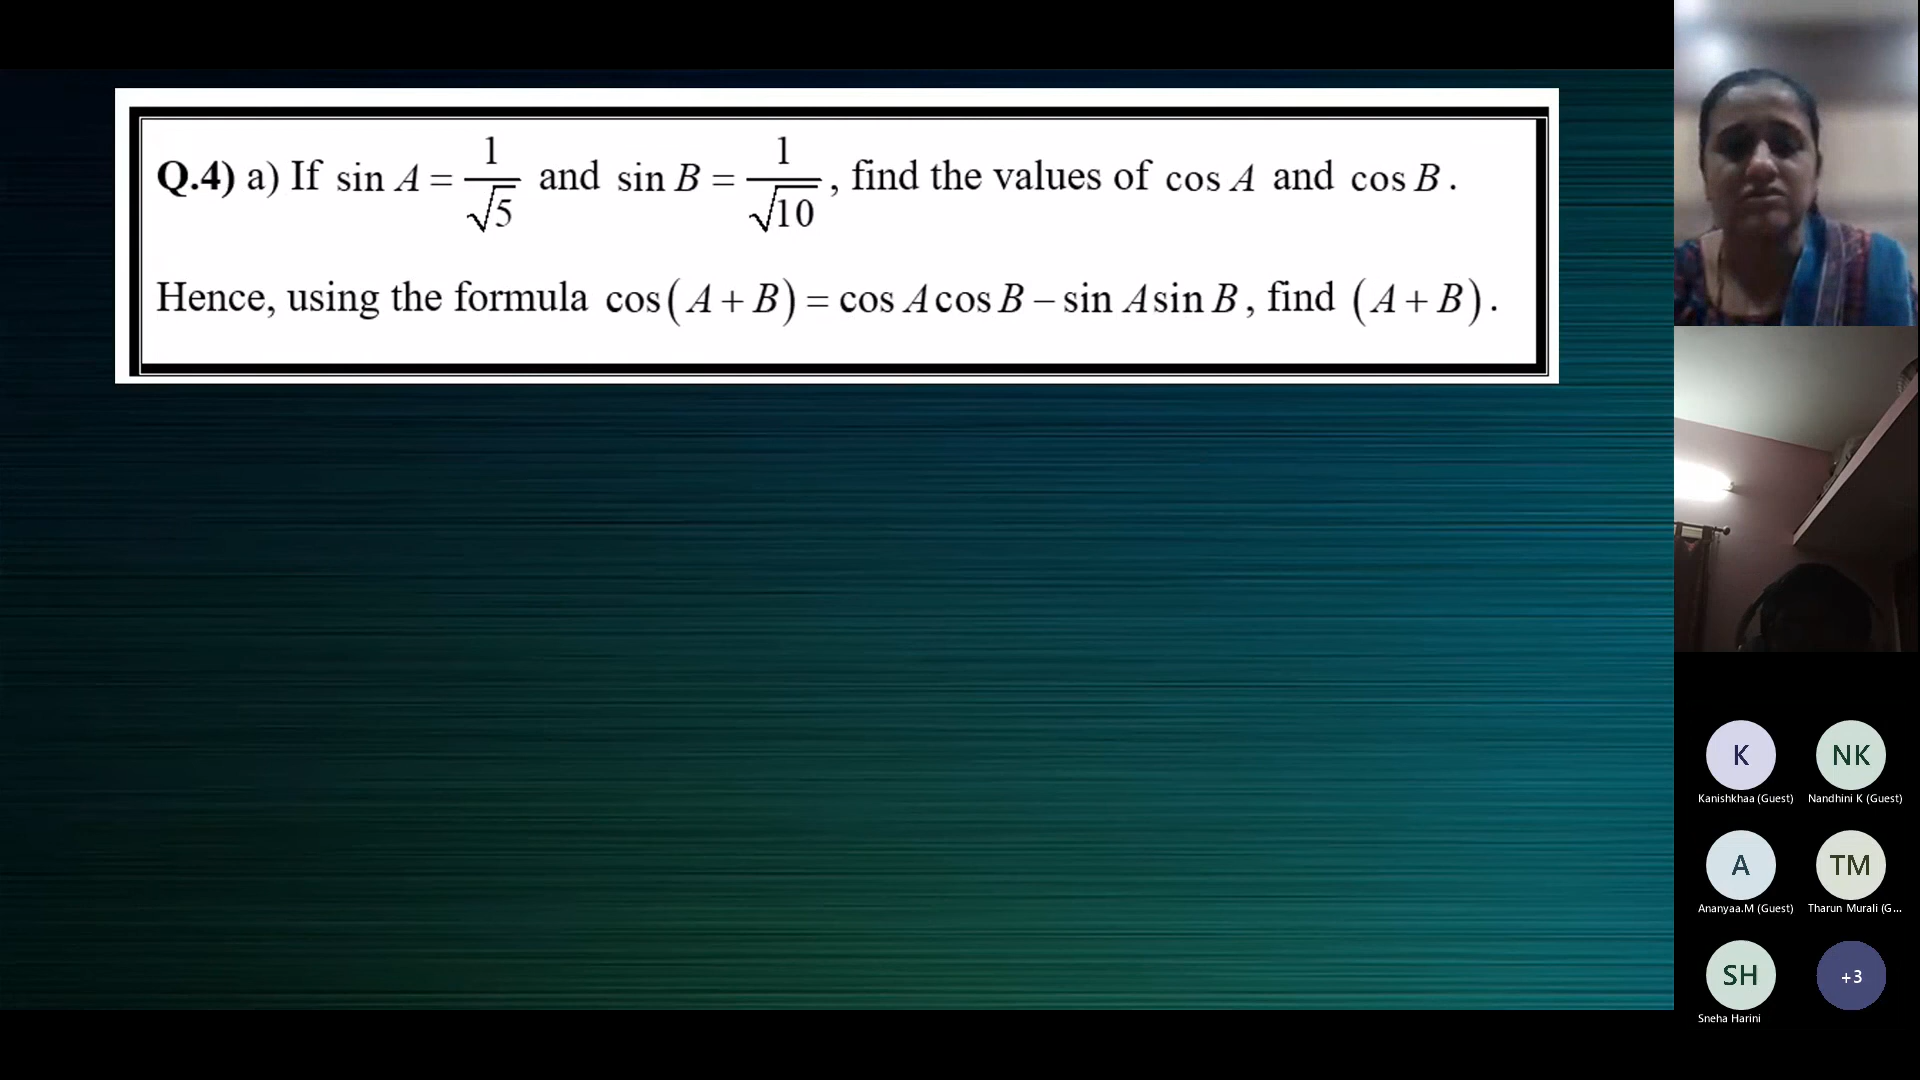 Q.4) a) If sin A = 1/√5 and sin B = 1/√10, find the values of cos A and cos B.
Hence, using the formula cos(A+B) = cos A cos B – sin A sin B, find (A+B).
K
NK
Kanishkhaa (Guest)
Nandhini K (Guest)
A
TM
Ananyaa.M (Guest)
Tharun Murali (G...
SH
+3
Sneha Harini